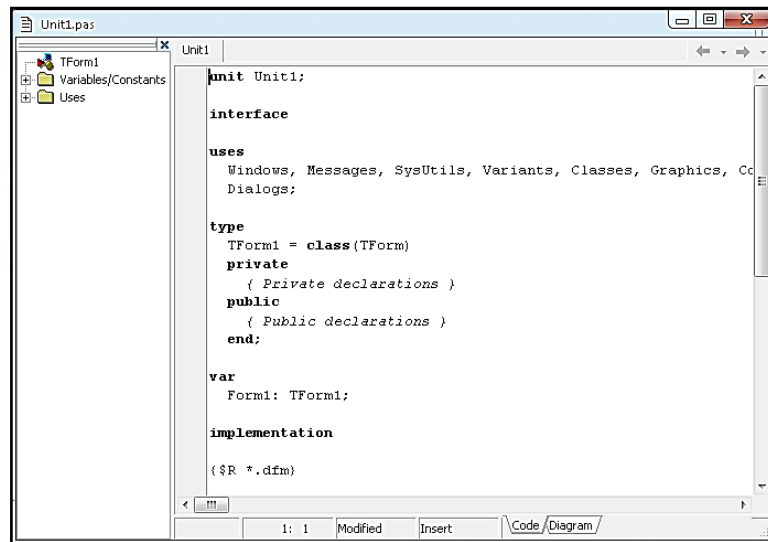 Unit1.pas
TForm1
Variables/Constants
Uses
Unit1
unit Unit1;
interface
uses
Windows, Messages, SysUtils, Variants, Classes, Graphics, Co
Dialogs;
type
TForm1 = class(TForm)
private
{ Private declarations }
public
{ Public declarations }
end;
var
Form1: TForm1;
implementation
{$R *.dfm}
1: 1 Modified Insert Code Diagram